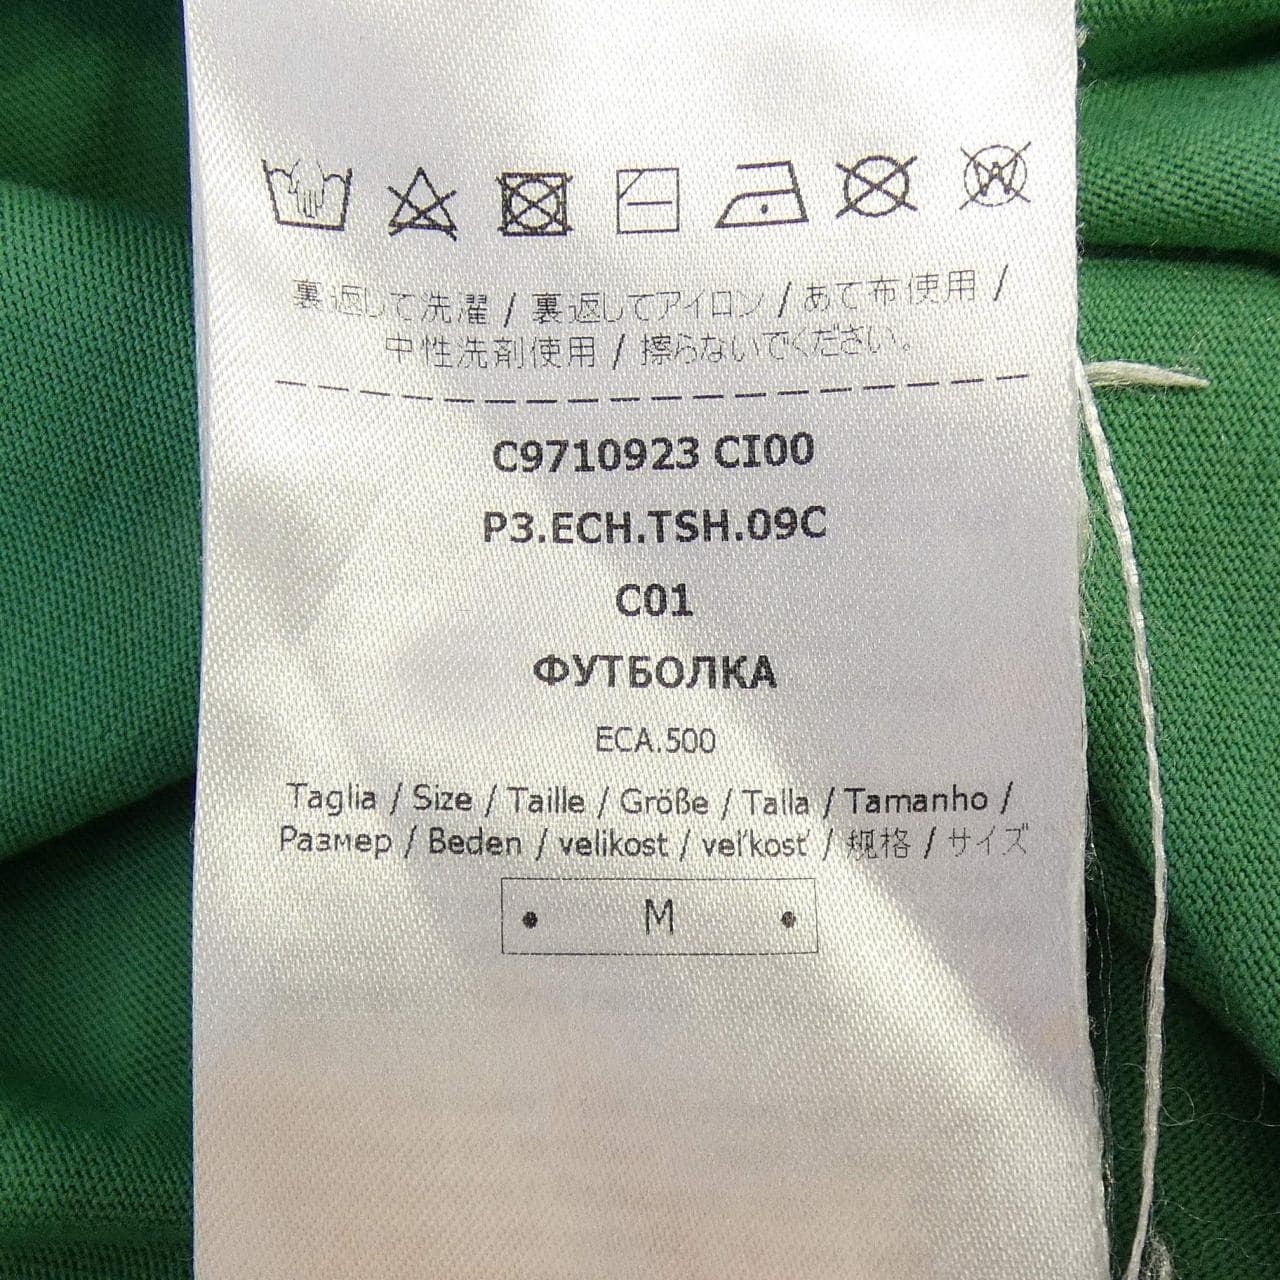 裏返して洗濯 / 裏返してアイロン / あて布使用 /
中性洗剤使用 / 擦らないでください。
C9710923 CI00
P3.ECH.TSH.09C
C01
ФУТБОЛКА
ECA.500
Taglia / Size / Taille / Größe / Talla / Tamanho /
Размер / Beden / velikost / veľkosť / 规格 / サイズ
• M •